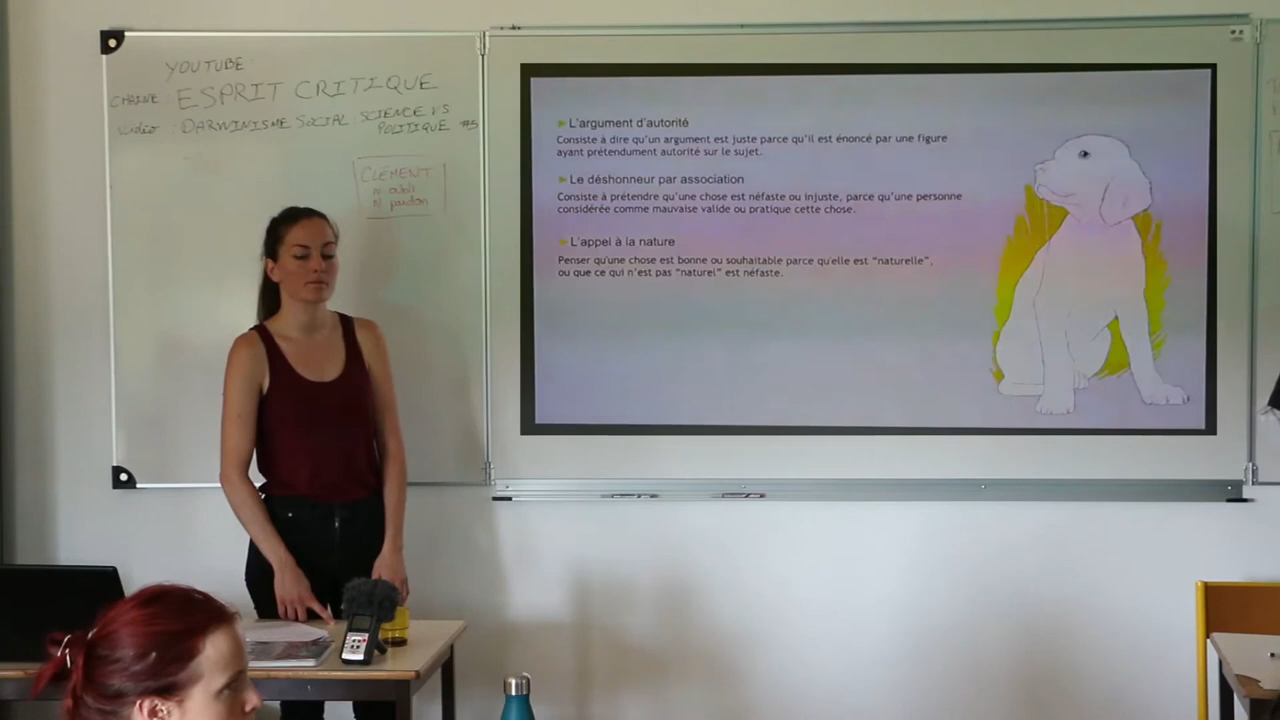 YOUTUBE
CHAINE : ESPRIT CRITIQUE
Vidéo : DARWINISME SOCIAL SCIENCE VS
POLITIQUE #5
CLÉMENT
Ni oubli
Ni pardon
► L'argument d'autorité
Consiste à dire qu'un argument est juste parce qu'il est énoncé par une figure
ayant prétendument autorité sur le sujet.
► Le déshonneur par association
Consiste à prétendre qu'une chose est néfaste ou injuste, parce qu'une personne
considérée comme mauvaise valide ou pratique cette chose.
► L'appel à la nature
Penser qu'une chose est bonne ou souhaitable parce qu'elle est “naturelle”,
ou que ce qui n'est pas “naturel” est néfaste.